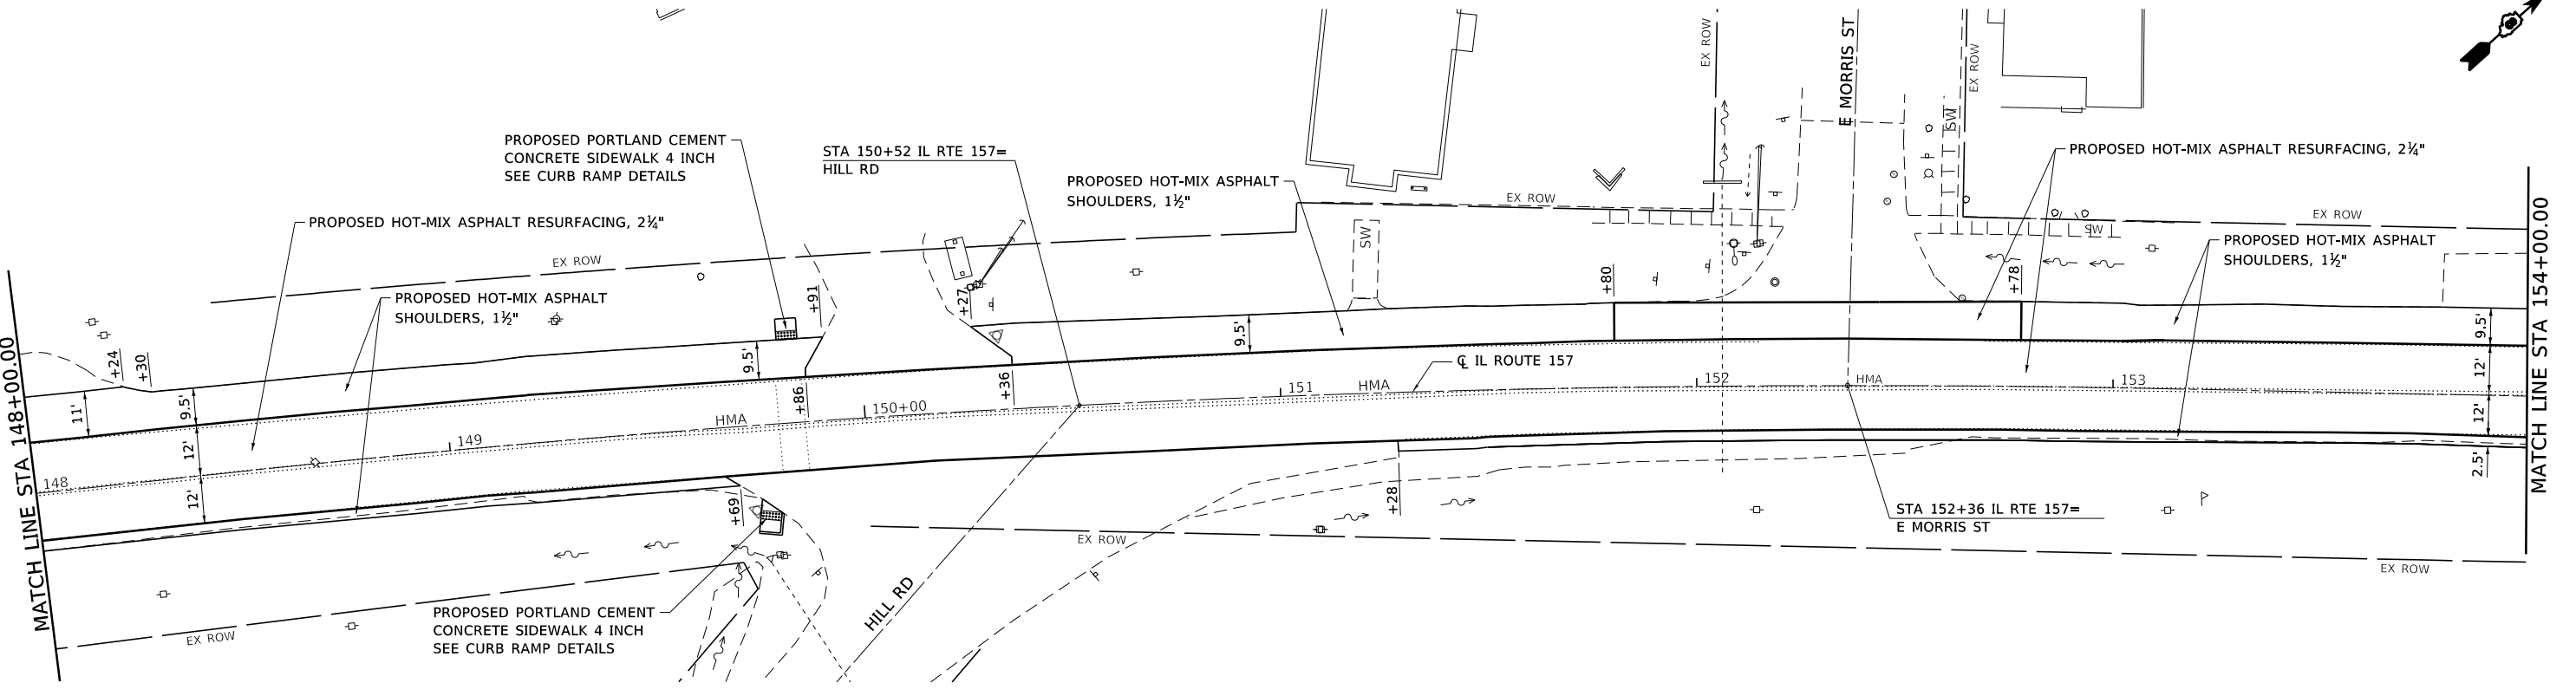 EX ROW
E MORRIS ST
EX ROW
SW
PROPOSED PORTLAND CEMENT
CONCRETE SIDEWALK 4 INCH
SEE CURB RAMP DETAILS
STA 150+52 IL RTE 157=
HILL RD
PROPOSED HOT-MIX ASPHALT
SHOULDERS, 1½"
EX ROW
PROPOSED HOT-MIX ASPHALT RESURFACING, 2¼"
PROPOSED HOT-MIX ASPHALT RESURFACING, 2¼"
EX ROW
EX ROW
SW
SW
PROPOSED HOT-MIX ASPHALT
SHOULDERS, 1½"
PROPOSED HOT-MIX ASPHALT
SHOULDERS, 1½"
+24
+30
+91
+27
+80
+78
MATCH LINE STA 148+00.00
MATCH LINE STA 154+00.00
11'
9.5'
12'
12'
9.5'
+86
+36
9.5'
9.5'
12'
12'
2.5'
℄ IL ROUTE 157
148
149
HMA
150+00
151
HMA
152
HMA
153
+69
+28
STA 152+36 IL RTE 157=
E MORRIS ST
EX ROW
EX ROW
HILL RD
PROPOSED PORTLAND CEMENT
CONCRETE SIDEWALK 4 INCH
SEE CURB RAMP DETAILS
EX ROW